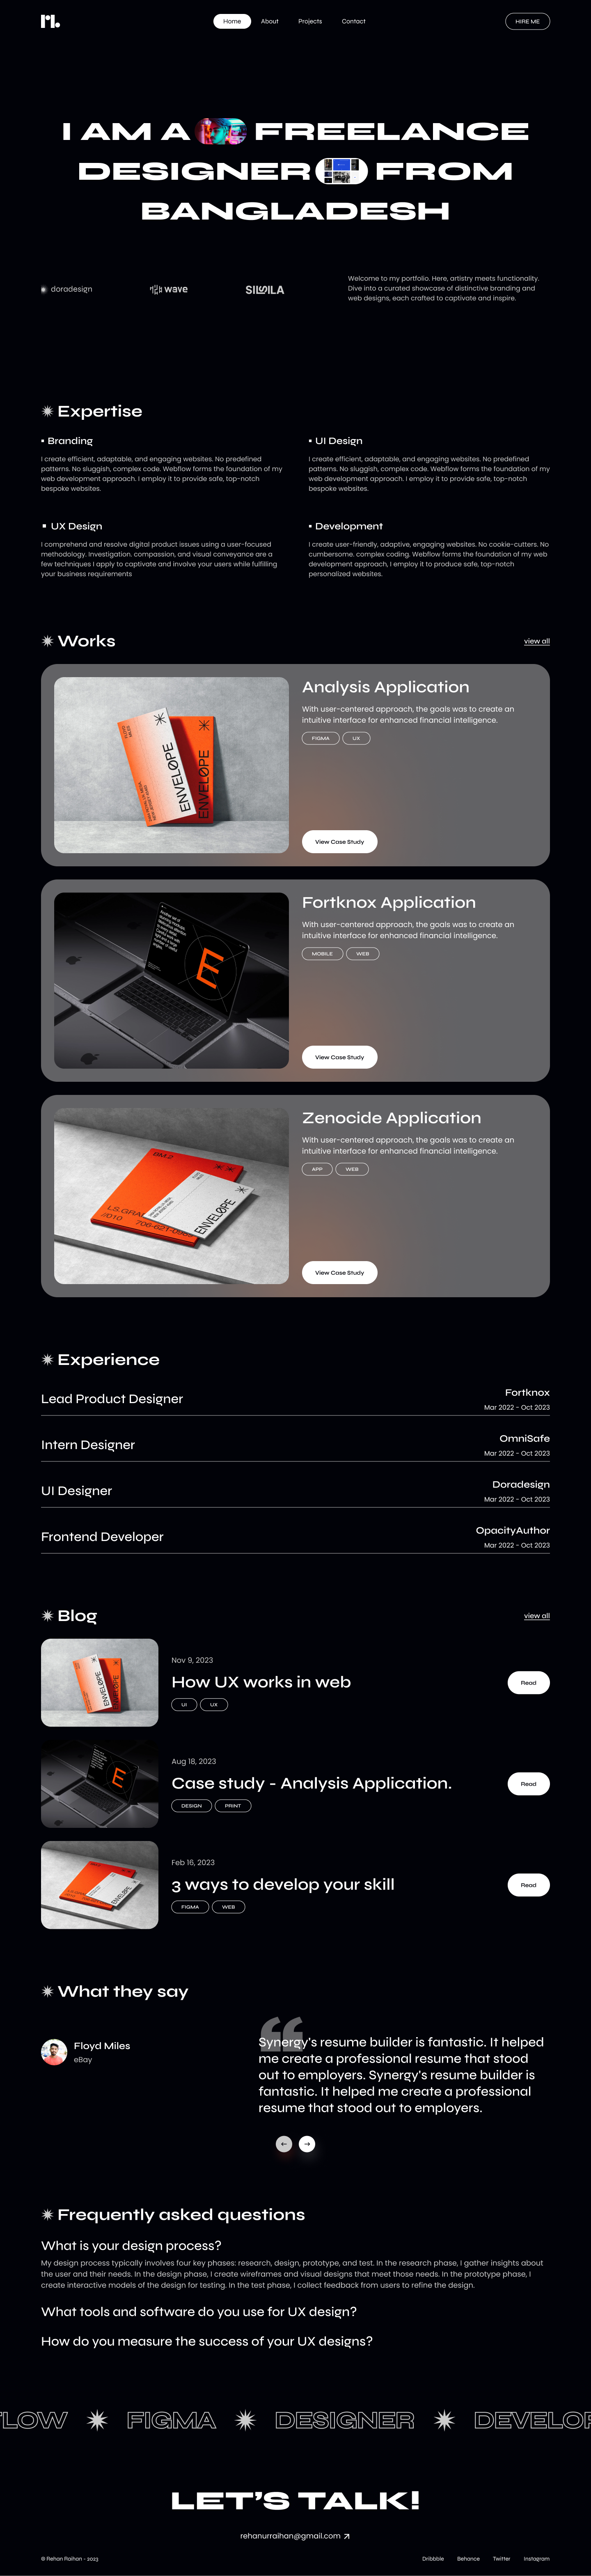 rr.
Home
About
Projects
Contact
HIRE ME
I AM A FREELANCE
DESIGNER FROM
BANGLADESH
doradesign
wave
SILLA
Welcome to my portfolio. Here, artistry meets functionality.
Dive into a curated showcase of distinctive branding and
web designs, each crafted to captivate and inspire.
Expertise
Branding
I create efficient, adaptable, and engaging websites. No predefined
patterns. No sluggish, complex code. Webflow forms the foundation of my
web development approach. I employ it to provide safe, top-notch
bespoke websites.
UI Design
I create efficient, adaptable, and engaging websites. No predefined
patterns. No sluggish, complex code. Webflow forms the foundation of my
web development approach. I employ it to provide safe, top-notch
bespoke websites.
UX Design
I comprehend and resolve digital product issues using a user-focused
methodology. Investigation. compassion, and visual conveyance are a
few techniques I apply to captivate and involve your users while fulfilling
your business requirements
Development
I create user-friendly, adaptive, engaging websites. No cookie-cutters. No
cumbersome. complex coding. Webflow forms the foundation of my web
development approach, I employ it to produce safe, top-notch
personalized websites.
Works
view all
ENVELØPE
ENVELØPE
Analysis Application
With user-centered approach, the goals was to create an
intuitive interface for enhanced financial intelligence.
FIGMA
UX
View Case Study
E
Fortknox Application
With user-centered approach, the goals was to create an
intuitive interface for enhanced financial intelligence.
MOBILE
WEB
View Case Study
ENVELØPE
Zenocide Application
With user-centered approach, the goals was to create an
intuitive interface for enhanced financial intelligence.
APP
WEB
View Case Study
Experience
Lead Product Designer
Fortknox
Mar 2022 - Oct 2023
Intern Designer
OmniSafe
Mar 2022 - Oct 2023
UI Designer
Doradesign
Mar 2022 - Oct 2023
Frontend Developer
OpacityAuthor
Mar 2022 - Oct 2023
Blog
view all
ENVELØPE
ENVELØPE
Nov 9, 2023
How UX works in web
UI
UX
Read
E
Aug 18, 2023
Case study - Analysis Application.
DESIGN
PRINT
Read
ENVELØPE
Feb 16, 2023
3 ways to develop your skill
FIGMA
WEB
Read
What they say
Floyd Miles
eBay
“
Synergy's resume builder is fantastic. It helped
me create a professional resume that stood
out to employers. Synergy's resume builder is
fantastic. It helped me create a professional
resume that stood out to employers.
Frequently asked questions
What is your design process?
My design process typically involves four key phases: research, design, prototype, and test. In the research phase, I gather insights about
the user and their needs. In the design phase, I create wireframes and visual designs that meet those needs. In the prototype phase, I
create interactive models of the design for testing. In the test phase, I collect feedback from users to refine the design.
What tools and software do you use for UX design?
How do you measure the success of your UX designs?
FLOW FIGMA DESIGNER DEVELOP
LET'S TALK!
rehanurraihan@gmail.com
© Rehan Raihan - 2023
Dribbble
Behance
Twitter
Instagram